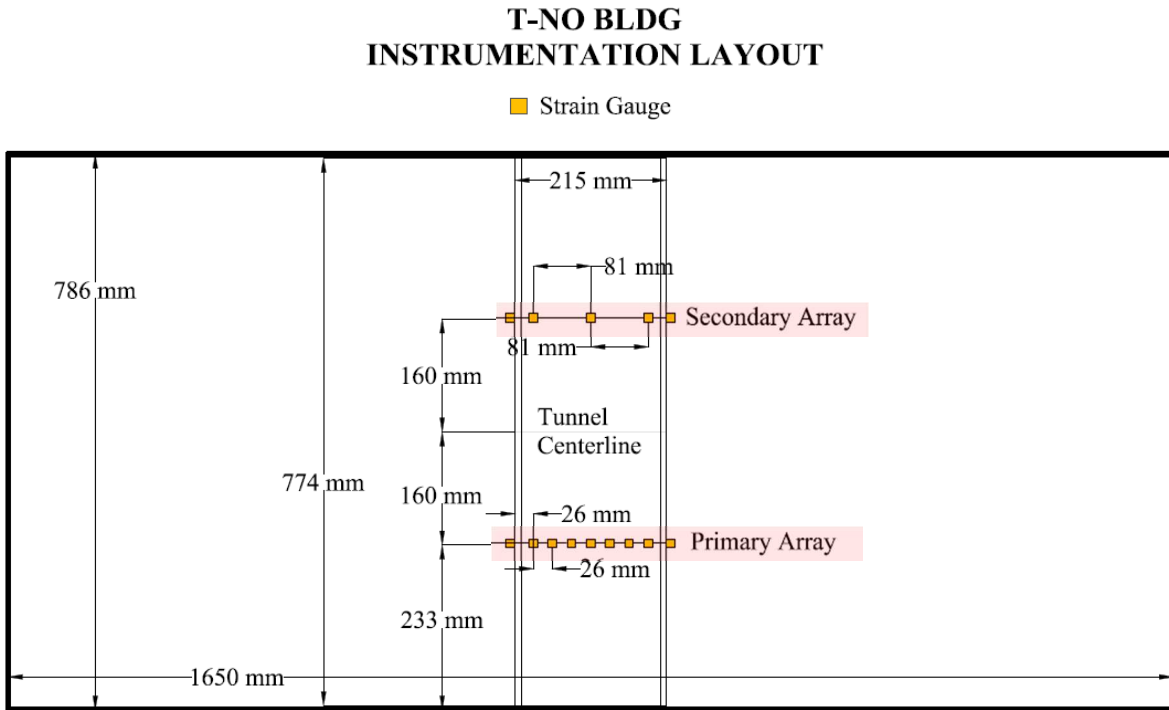 T-NO BLDG
INSTRUMENTATION LAYOUT
Strain Gauge
215 mm
81 mm
786 mm
Secondary Array
81 mm
160 mm
Tunnel
Centerline
774 mm
160 mm
26 mm
Primary Array
26 mm
233 mm
1650 mm